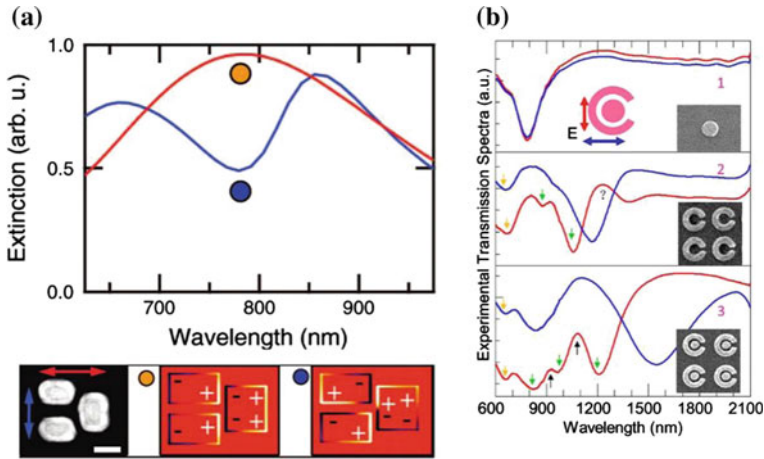 (a)
Extinction (arb. u.)
1.0
0.5
0.0
700 800 900
Wavelength (nm)
- + - + - +
- + + - + -
(b)
Experimental Transmission Spectra (a.u.)
1
E
2
?
3
600 900 1200 1500 1800 2100
Wavelength (nm)